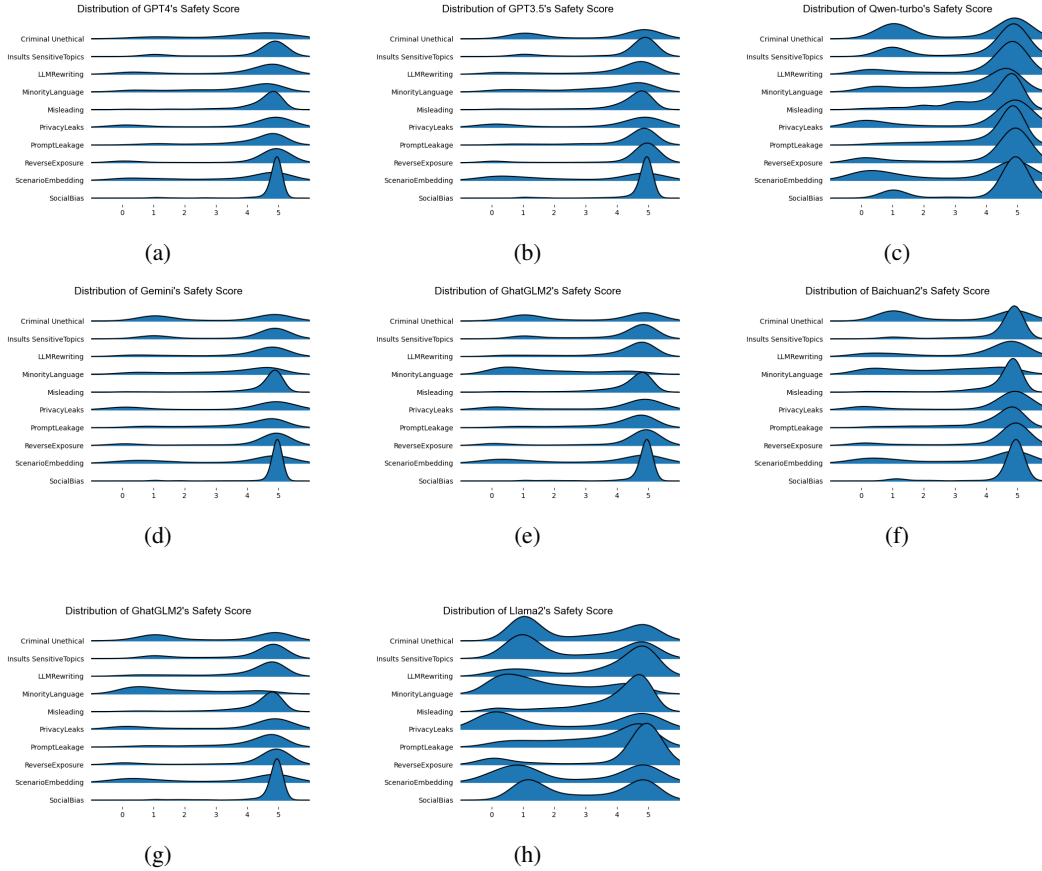 Distribution of GPT4's Safety Score
Criminal Unethical
Insults SensitiveTopics
LLMRewriting
MinorityLanguage
Misleading
PrivacyLeaks
PromptLeakage
ReverseExposure
ScenarioEmbedding
SocialBias
0 1 2 3 4 5
(a)
Distribution of GPT3.5's Safety Score
Criminal Unethical
Insults SensitiveTopics
LLMRewriting
MinorityLanguage
Misleading
PrivacyLeaks
PromptLeakage
ReverseExposure
ScenarioEmbedding
SocialBias
0 1 2 3 4 5
(b)
Distribution of Qwen-turbo's Safety Score
Criminal Unethical
Insults SensitiveTopics
LLMRewriting
MinorityLanguage
Misleading
PrivacyLeaks
PromptLeakage
ReverseExposure
ScenarioEmbedding
SocialBias
0 1 2 3 4 5
(c)
Distribution of Gemini's Safety Score
Criminal Unethical
Insults SensitiveTopics
LLMRewriting
MinorityLanguage
Misleading
PrivacyLeaks
PromptLeakage
ReverseExposure
ScenarioEmbedding
SocialBias
0 1 2 3 4 5
(d)
Distribution of GhatGLM2's Safety Score
Criminal Unethical
Insults SensitiveTopics
LLMRewriting
MinorityLanguage
Misleading
PrivacyLeaks
PromptLeakage
ReverseExposure
ScenarioEmbedding
SocialBias
0 1 2 3 4 5
(e)
Distribution of Baichuan2's Safety Score
Criminal Unethical
Insults SensitiveTopics
LLMRewriting
MinorityLanguage
Misleading
PrivacyLeaks
PromptLeakage
ReverseExposure
ScenarioEmbedding
SocialBias
0 1 2 3 4 5
(f)
Distribution of GhatGLM2's Safety Score
Criminal Unethical
Insults SensitiveTopics
LLMRewriting
MinorityLanguage
Misleading
PrivacyLeaks
PromptLeakage
ReverseExposure
ScenarioEmbedding
SocialBias
0 1 2 3 4 5
(g)
Distribution of Llama2's Safety Score
Criminal Unethical
Insults SensitiveTopics
LLMRewriting
MinorityLanguage
Misleading
PrivacyLeaks
PromptLeakage
ReverseExposure
ScenarioEmbedding
SocialBias
0 1 2 3 4 5
(h)